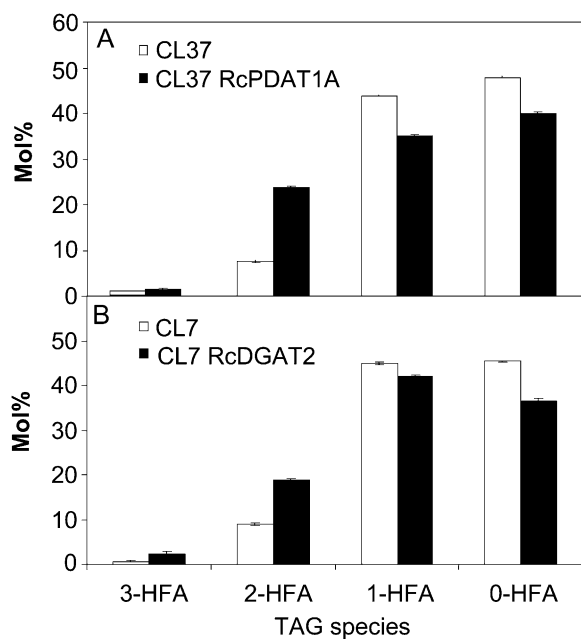 A
CL37
CL37 RcPDAT1A
Mol%
60
50
40
30
20
10
0
B
CL7
CL7 RcDGAT2
Mol%
50
40
30
20
10
0
3-HFA 2-HFA 1-HFA 0-HFA
TAG species